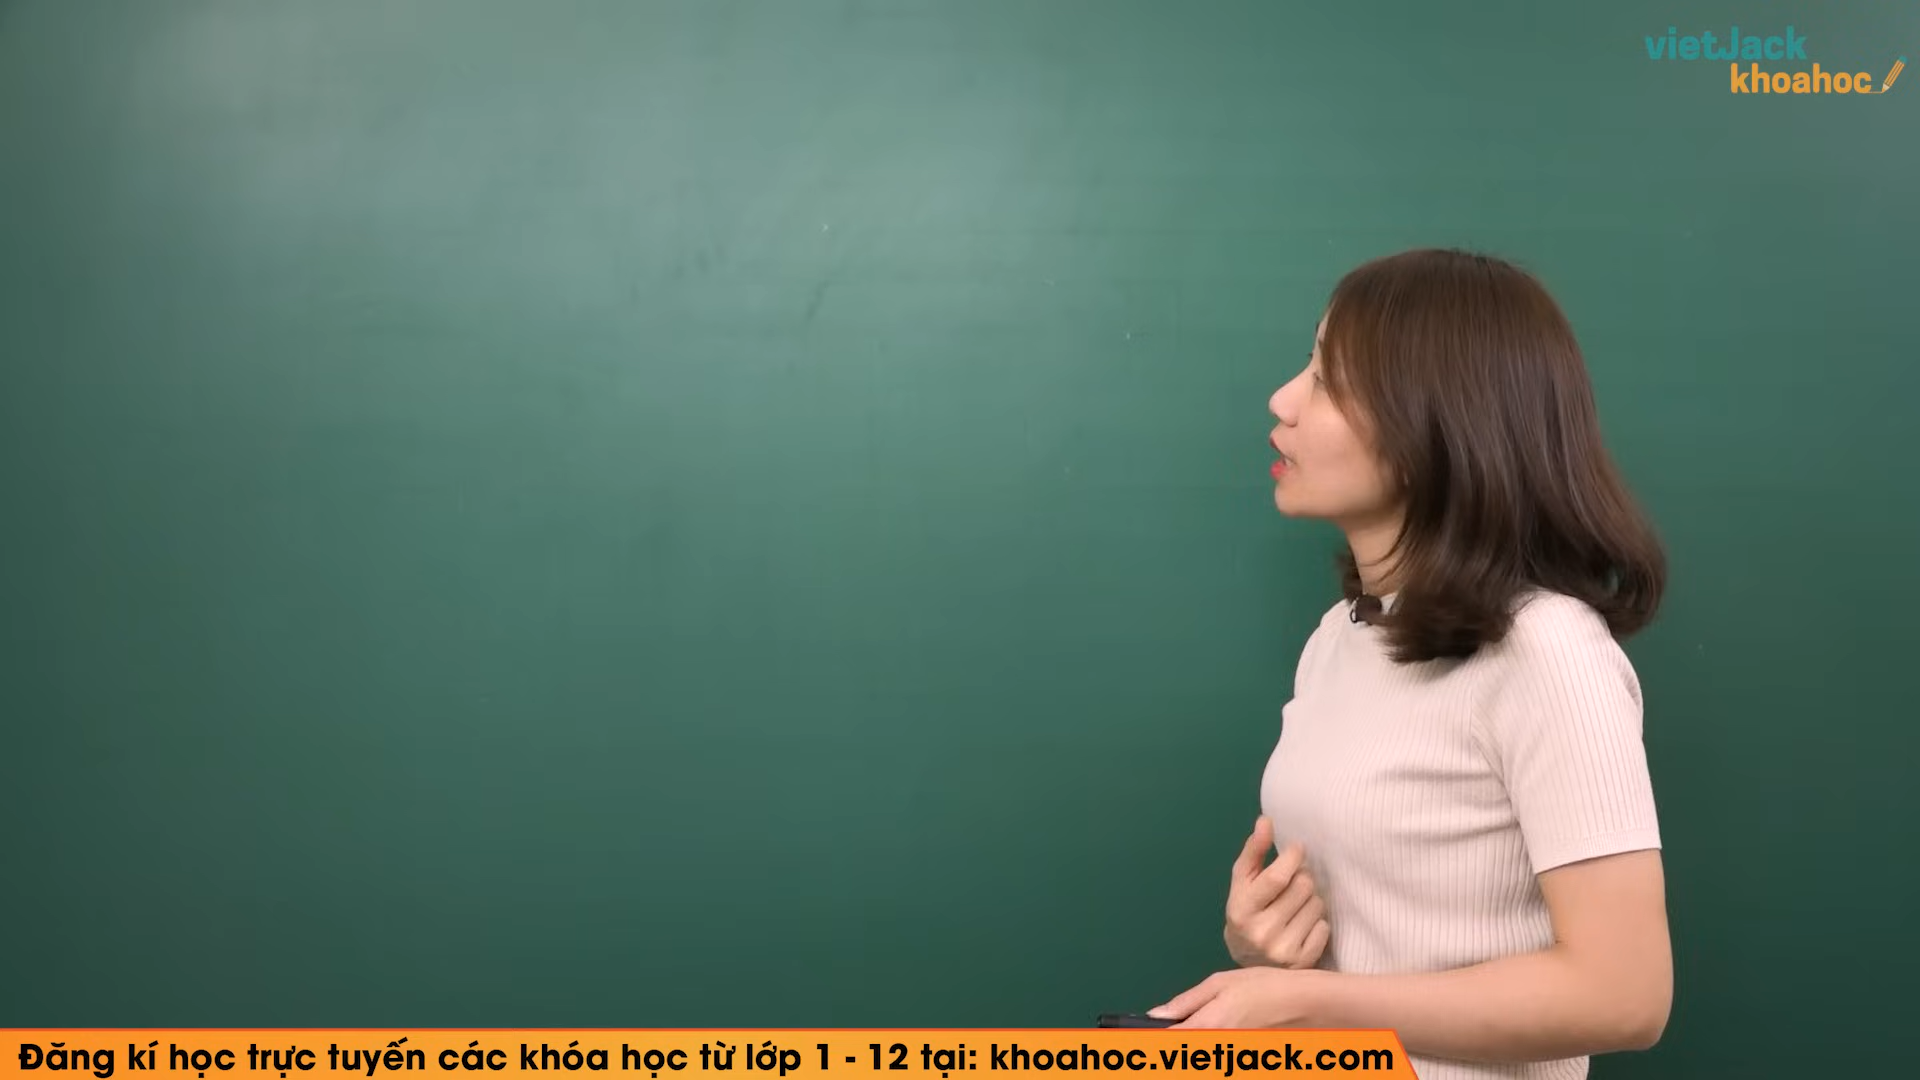 vietJack
khoahoc
Đăng kí học trực tuyến các khóa học từ lớp 1 - 12 tại: khoahoc.vietjack.com